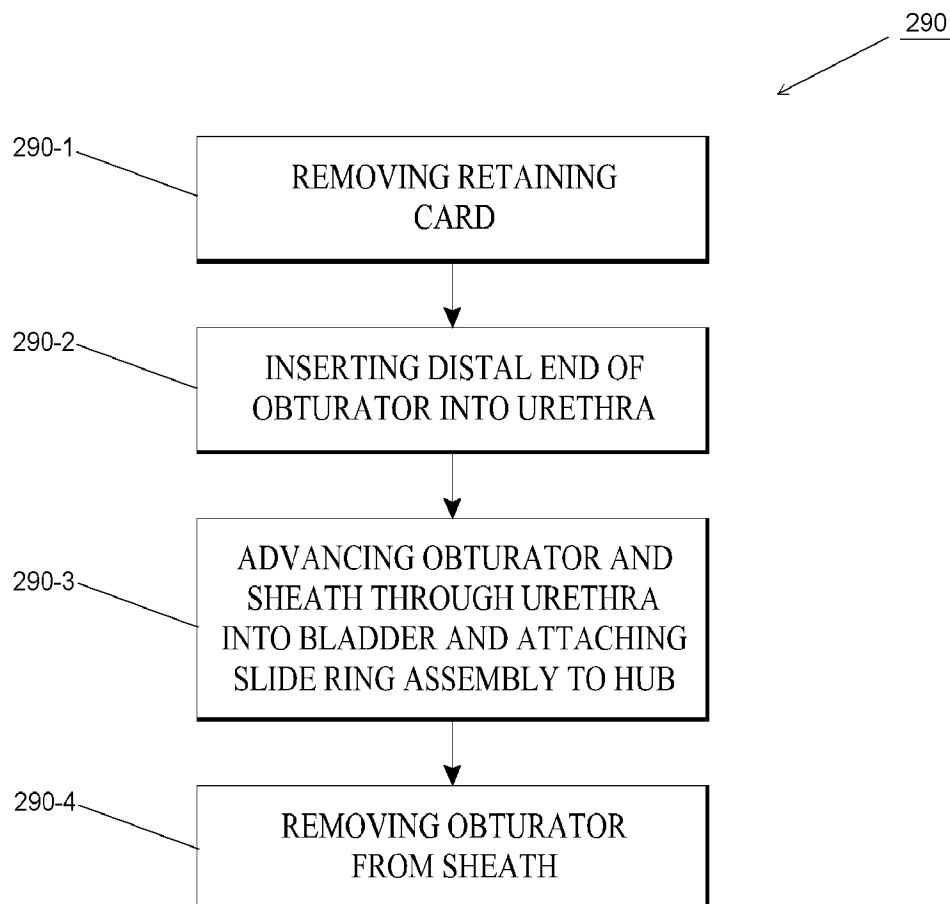 290
290-1
REMOVING RETAINING
CARD
290-2
INSERTING DISTAL END OF
OBTURATOR INTO URETHRA
290-3
ADVANCING OBTURATOR AND
SHEATH THROUGH URETHRA
INTO BLADDER AND ATTACHING
SLIDE RING ASSEMBLY TO HUB
290-4
REMOVING OBTURATOR
FROM SHEATH